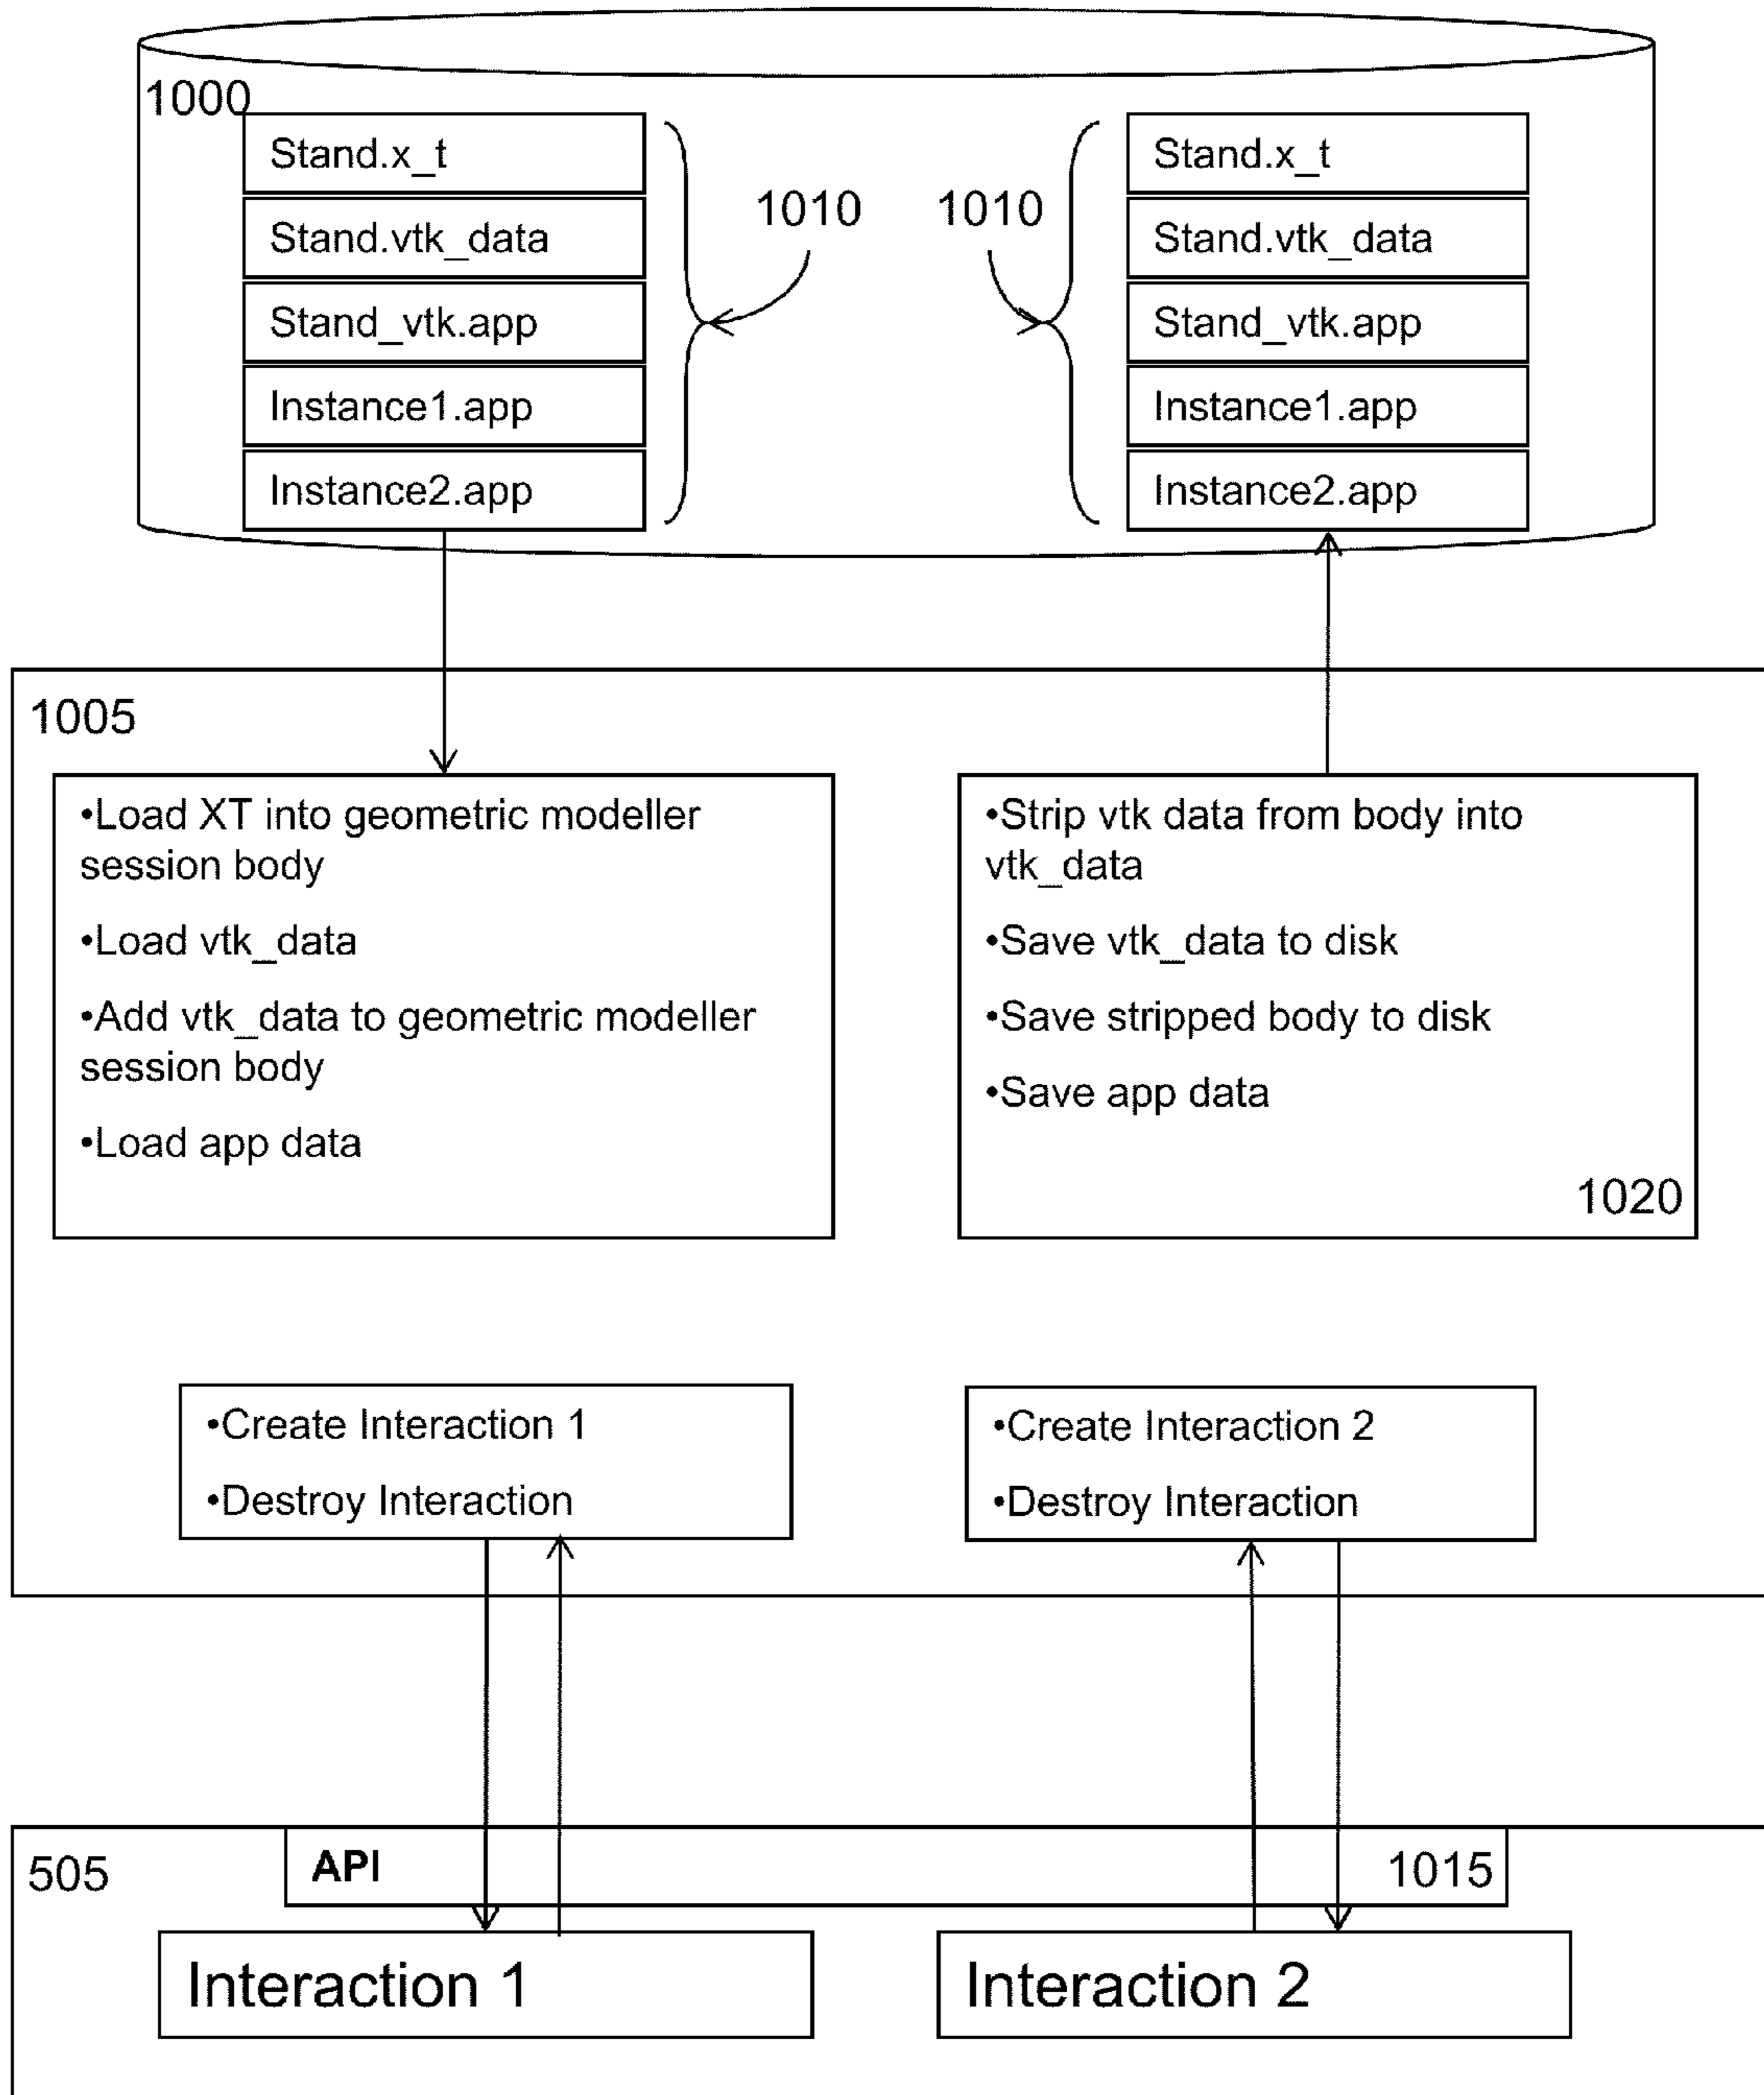 1000
Stand.x_t
Stand.vtk_data
Stand_vtk.app
Instance1.app
Instance2.app
1010
1010
Stand.x_t
Stand.vtk_data
Stand_vtk.app
Instance1.app
Instance2.app
1005
•Load XT into geometric modeller
session body
•Load vtk_data
•Add vtk_data to geometric modeller
session body
•Load app data
•Strip vtk data from body into
vtk_data
•Save vtk_data to disk
•Save stripped body to disk
•Save app data
1020
•Create Interaction 1
•Destroy Interaction
•Create Interaction 2
•Destroy Interaction
505
API
1015
Interaction 1
Interaction 2